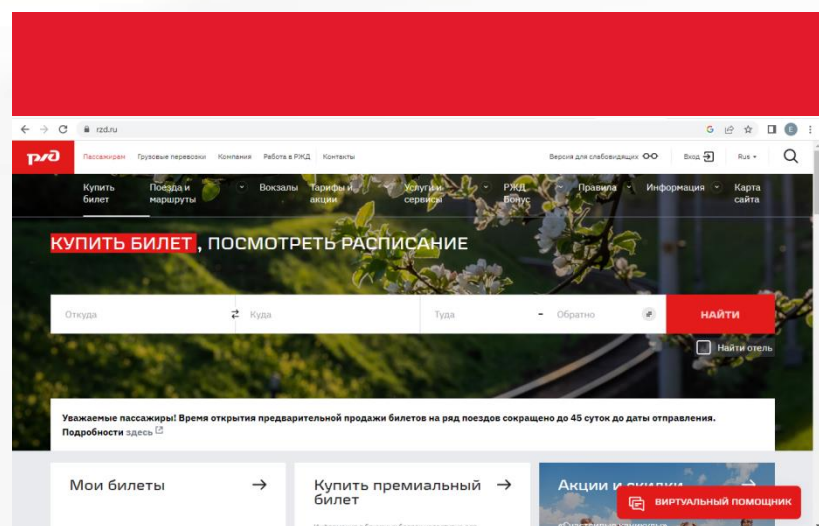 rzd.ru
E
ржд
Пассажирам Грузовые перевозки Компания Работа в РЖД Контакты Версия для слабовидящих Вход Rus
Купить билет Поезда и маршруты Вокзалы Тарифы и акции Услуги и сервисы РЖД Бонус Правила Информация Карта сайта
КУПИТЬ БИЛЕТ, ПОСМОТРЕТЬ РАСПИСАНИЕ
Откуда Куда Туда - Обратно НАЙТИ
Найти отель
Уважаемые пассажиры! Время открытия предварительной продажи билетов на ряд поездов сокращено до 45 суток до даты отправления.
Подробности здесь
Мои билеты → Купить премиальный → Акции и скидки →
билет
ВИРТУАЛЬНЫЙ ПОМОЩНИК